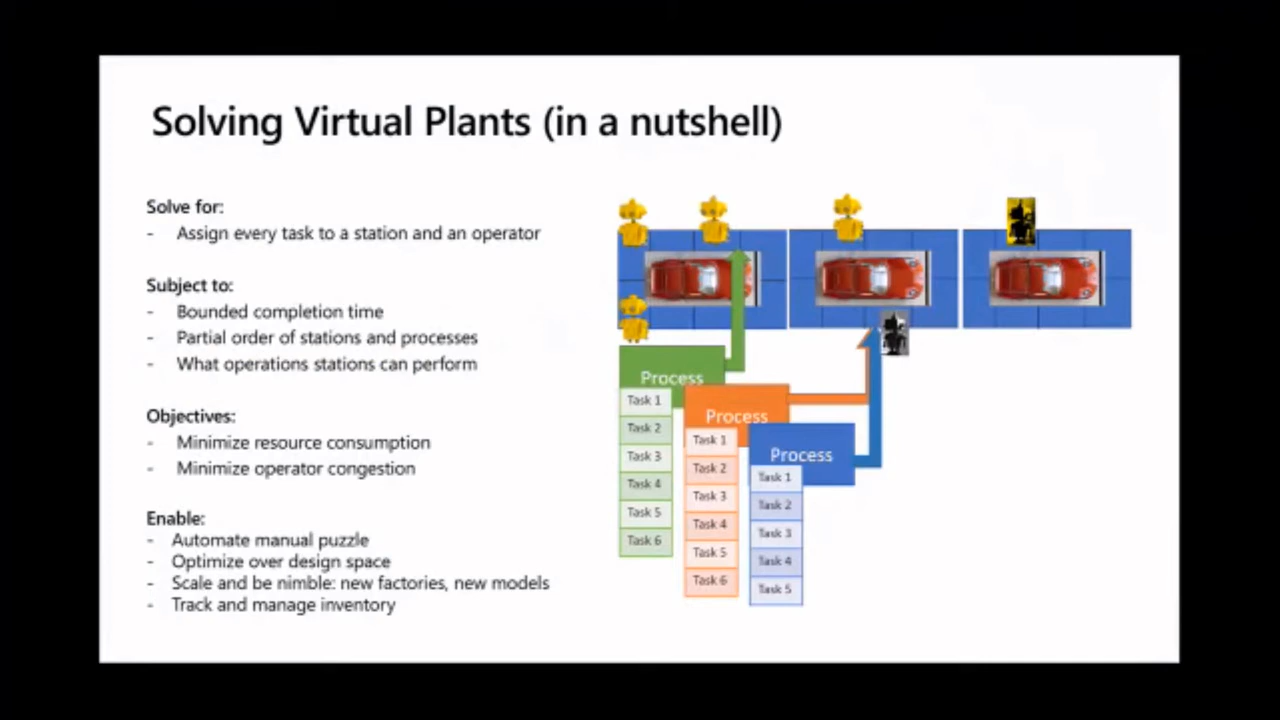 Solving Virtual Plants (in a nutshell)
Solve for:
- Assign every task to a station and an operator
Subject to:
- Bounded completion time
- Partial order of stations and processes
- What operations stations can perform
Objectives:
- Minimize resource consumption
- Minimize operator congestion
Enable:
- Automate manual puzzle
- Optimize over design space
- Scale and be nimble: new factories, new models
- Track and manage inventory
Process
Task 1
Task 2
Task 3
Task 4
Task 5
Task 6
Process
Task 1
Task 2
Task 3
Task 4
Task 5
Task 6
Process
Task 1
Task 2
Task 3
Task 4
Task 5